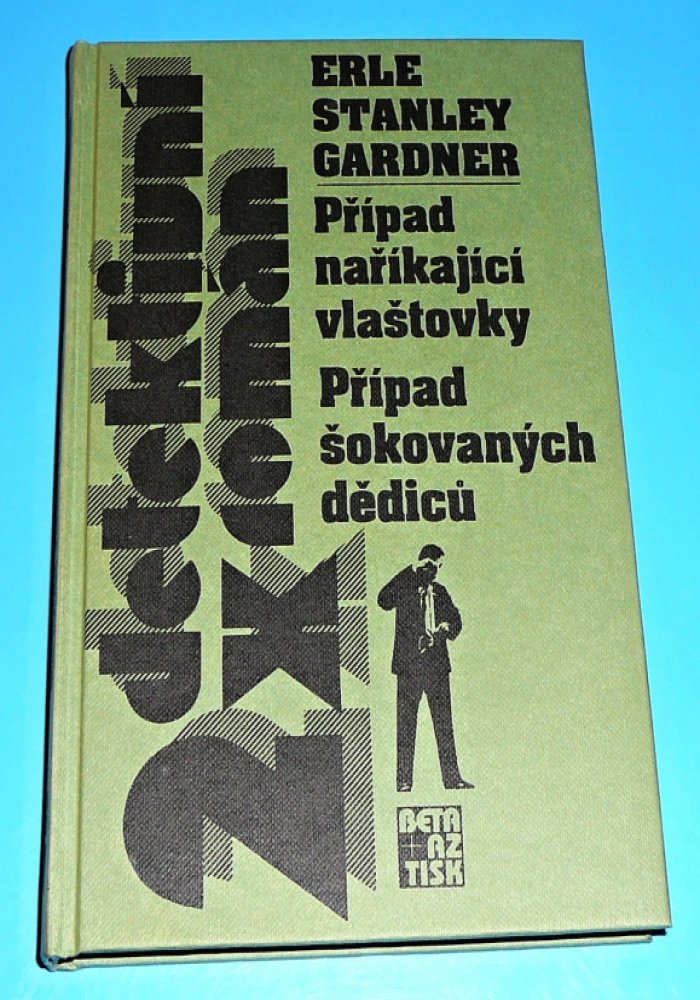 ERLE
STANLEY
GARDNER
Případ
naříkající
vlaštovky
Případ
šokovaných
dědiců
2x detektivní
román
BETA
+AZ
TISK